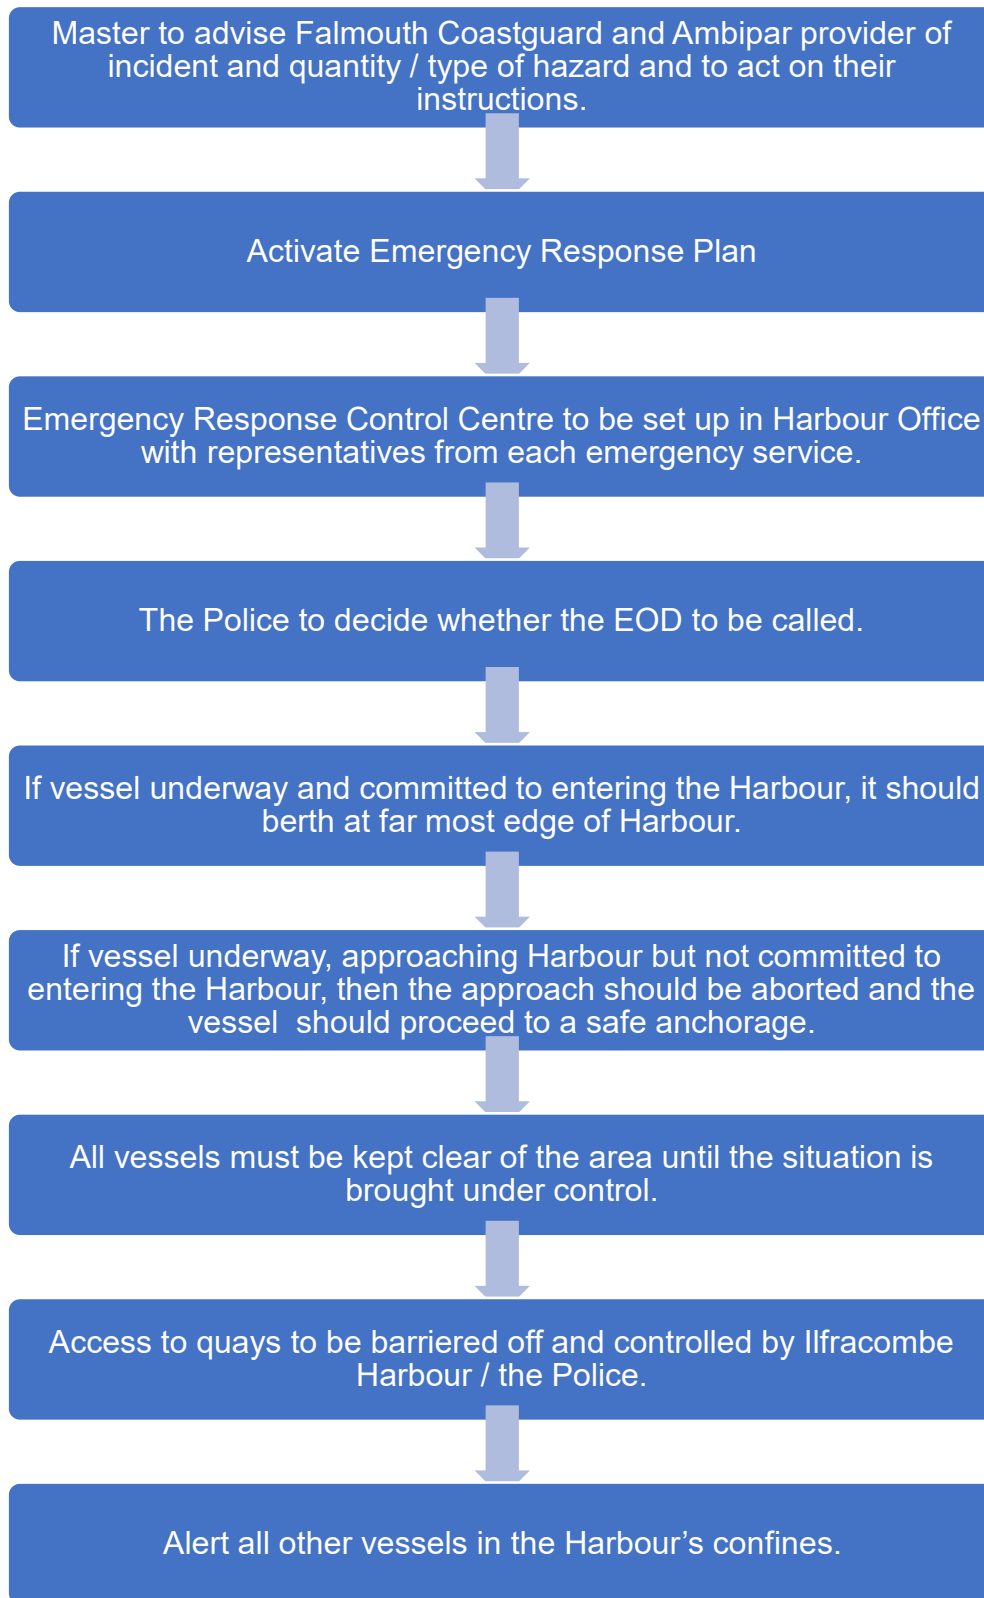 Master to advise Falmouth Coastguard and Ambipar provider of
incident and quantity / type of hazard and to act on their
instructions.
Activate Emergency Response Plan
Emergency Response Control Centre to be set up in Harbour Office
with representatives from each emergency service.
The Police to decide whether the EOD to be called.
If vessel underway and committed to entering the Harbour, it should
berth at far most edge of Harbour.
If vessel underway, approaching Harbour but not committed to
entering the Harbour, then the approach should be aborted and the
vessel  should proceed to a safe anchorage.
All vessels must be kept clear of the area until the situation is
brought under control.
Access to quays to be barriered off and controlled by Ilfracombe
Harbour / the Police.
Alert all other vessels in the Harbour’s confines.